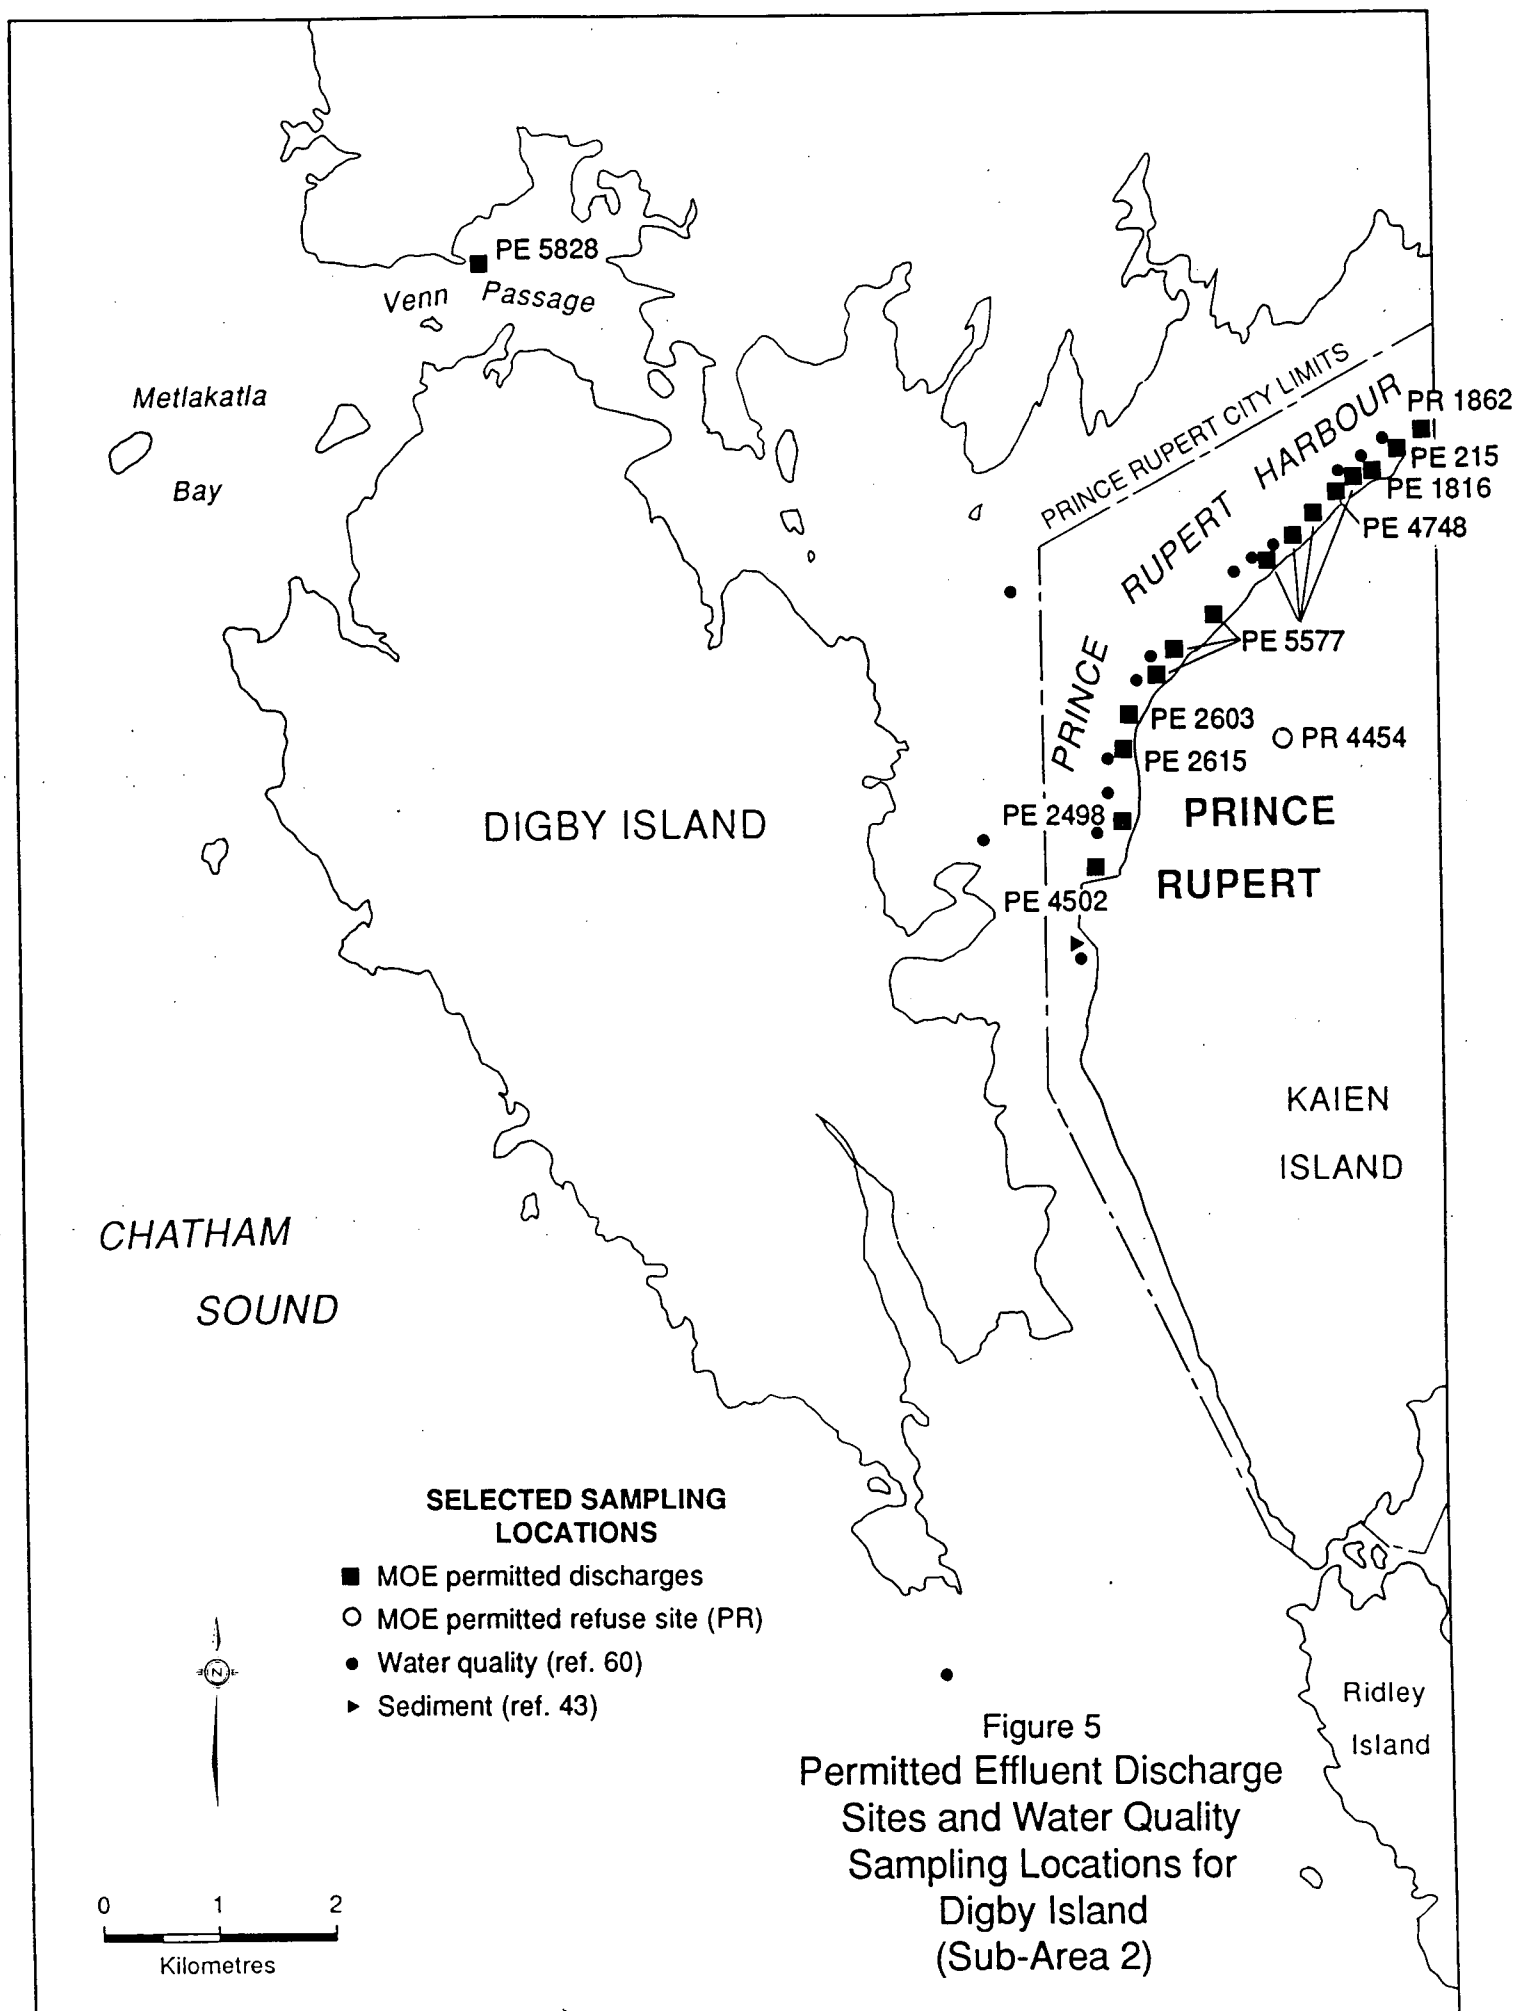 PE 5828
Venn Passage
Metlakatla
Bay
PRINCE RUPERT CITY LIMITS
PRINCE RUPERT HARBOUR
PR 1862
PE 215
PE 1816
PE 4748
PE 5577
PE 2603
PR 4454
PE 2615
PE 2498
PRINCE
RUPERT
PE 4502
DIGBY ISLAND
KAIEN
ISLAND
CHATHAM
SOUND
SELECTED SAMPLING
LOCATIONS
MOE permitted discharges
MOE permitted refuse site (PR)
Water quality (ref. 60)
Sediment (ref. 43)
N
Ridley
Island
Figure 5
Permitted Effluent Discharge
Sites and Water Quality
Sampling Locations for
Digby Island
(Sub-Area 2)
0 1 2
Kilometres